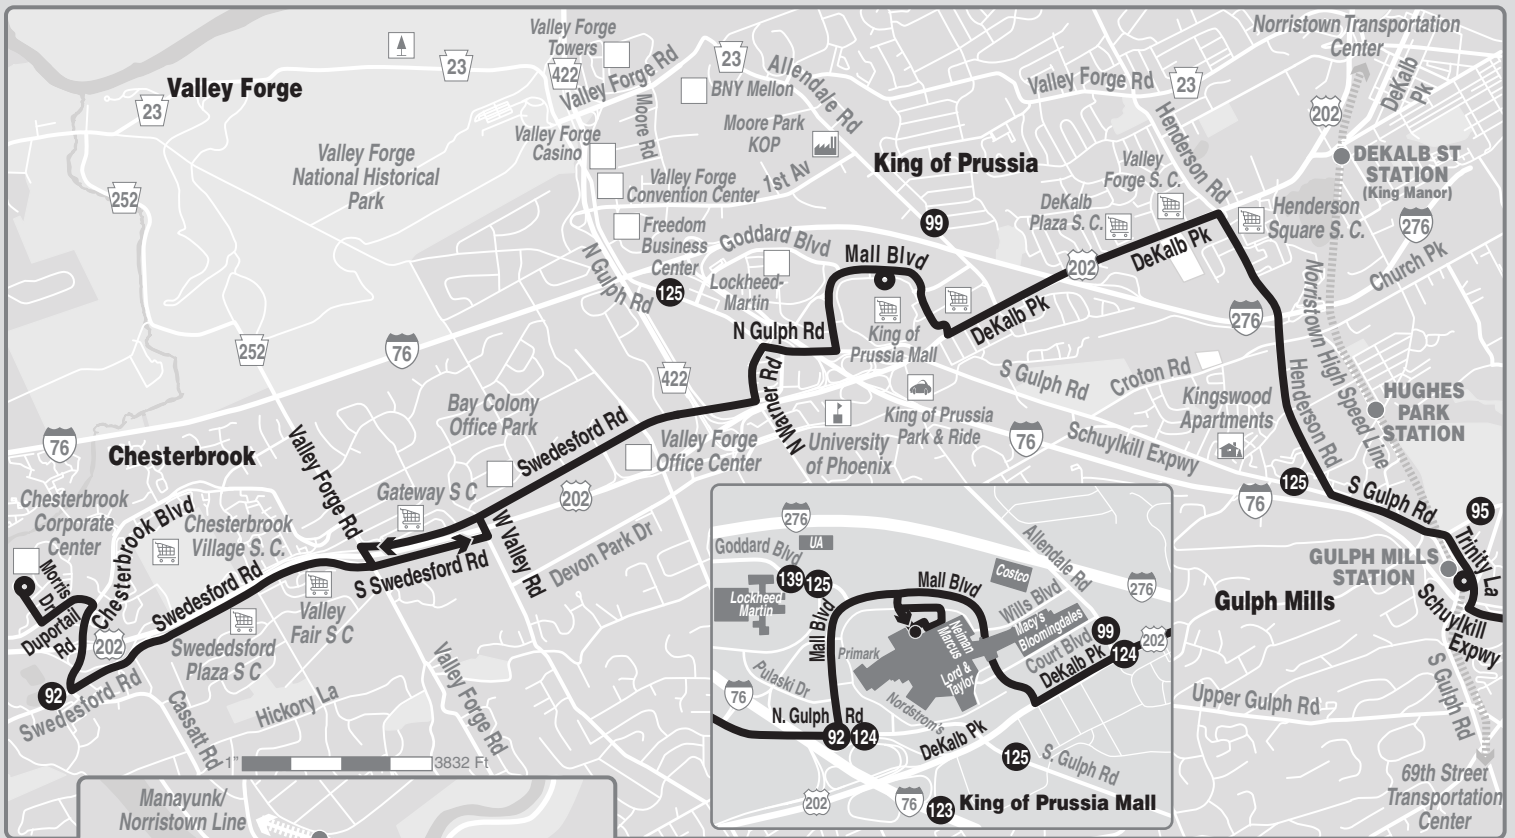 Norristown Transportation
Center
Valley Forge
Towers
422
23
23
Valley Forge Rd
Allendale Rd
BNY Mellon
Valley Forge Rd
23
DeKalb
Pk
202
Valley Forge
23
Moore Rd
Moore Park
KOP
Henderson Rd
Valley Forge
Casino
Valley Forge
National Historical
Park
252
King of Prussia
Valley
Forge S. C.
DEKALB ST
STATION
(King Manor)
Valley Forge
Convention Center
1st Av
DeKalb
Plaza S. C.
Henderson
Square S. C.
276
99
Freedom
Business
Center
Goddard Blvd
Mall Blvd
202
DeKalb Pk
Church Pk
N Gulph Rd
125
Lockheed-
Martin
DeKalb Pk
276
Norristown High Speed Line
N Gulph Rd
King of
Prussia Mall
252
76
422
N Warner Rd
S Gulph Rd
Croton Rd
Henderson Rd
HUGHES
PARK
STATION
Kingswood
Apartments
King of Prussia
Park & Ride
University
of Phoenix
76
Schuylkill Expwy
Bay Colony
Office Park
Swedesford Rd
Valley Forge
Office Center
76
Chesterbrook
Valley Forge Rd
Gateway S C
202
125
76
S Gulph Rd
95
Trinity La
GULPH MILLS
STATION
Gulph Mills
Schuylkill
Expwy
S Gulph Rd
Chesterbrook
Corporate
Center
Chesterbrook Blvd
Chesterbrook
Village S. C.
S Swedesford Rd
W Valley Rd
Devon Park Dr
Morris
Dr
Duportail
Rd
202
Swedesford Rd
Valley
Fair S C
Swededsford
Plaza S C
92
Swedesford Rd
Cassatt Rd
Hickory La
Valley Forge Rd
Upper Gulph Rd
69th Street
Transportation
Center
1"
3832 Ft
Manayunk/
Norristown Line
276
Goddard Blvd
UA
Allendale Rd
139
125
Mall Blvd
Costco
276
Lockheed
Martin
Mall Blvd
Wills Blvd
Macy's
Bloomingdales
Neiman
Marcus
Court Blvd
99
202
Primark
Lord &
Taylor
DeKalb Pk
124
Pulaski Dr
76
Nordstrom's
N. Gulph Rd
92
124
DeKalb Pk
125
S. Gulph Rd
202
76
123
King of Prussia Mall